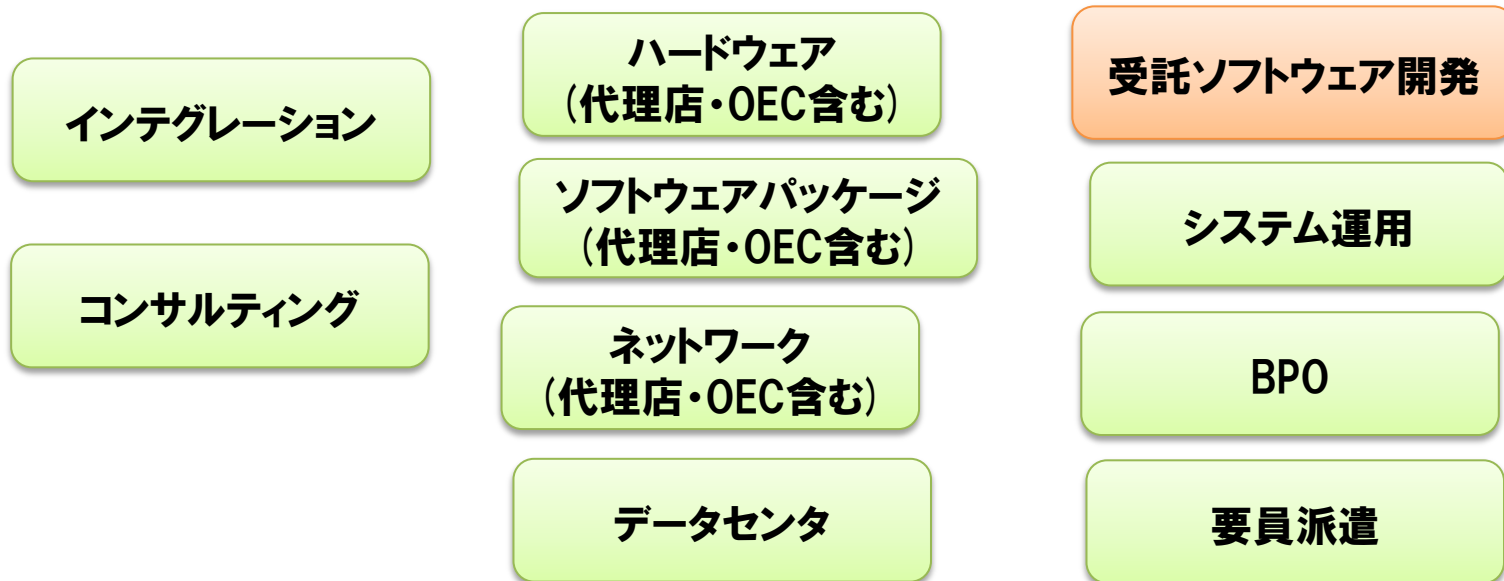 インテグレーション
コンサルティング
ハードウェア
(代理店・OEC含む)
ソフトウェアパッケージ
(代理店・OEC含む)
ネットワーク
(代理店・OEC含む)
データセンタ
受託ソフトウェア開発
システム運用
BPO
要員派遣